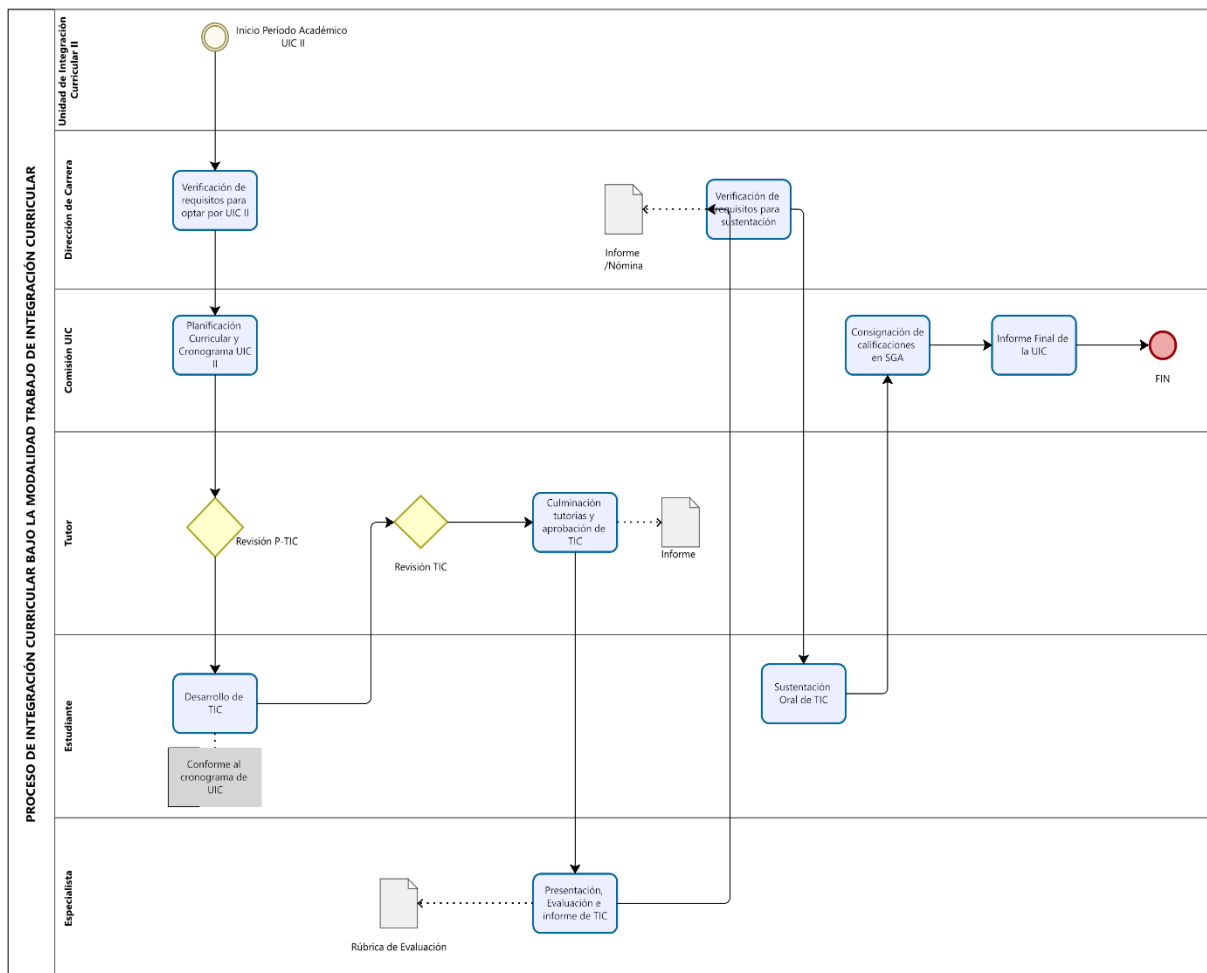 PROCESO DE INTEGRACIÓN CURRICULAR BAJO LA MODALIDAD TRABAJO DE INTEGRACIÓN CURRICULAR
Unidad de Integración
Curricular II
Inicio Período Académico
UIC II
Dirección de Carrera
Verificación de
requisitos para
optar por UIC II
Informe
/Nómina
Verificación de
requisitos para
sustentación
Comisión UIC
Planificación
Curricular y
Cronograma UIC
II
Consignación de
calificaciones
en SGA
Informe Final de
la UIC
FIN
Tutor
Revisión P-TIC
Revisión TIC
Culminación
tutorías y
aprobación de
TIC
Informe
Estudiante
Desarrollo de
TIC
Conforme al
cronograma de
UIC
Sustentación
Oral de TIC
Especialista
Rúbrica de Evaluación
Presentación,
Evaluación e
informe de TIC